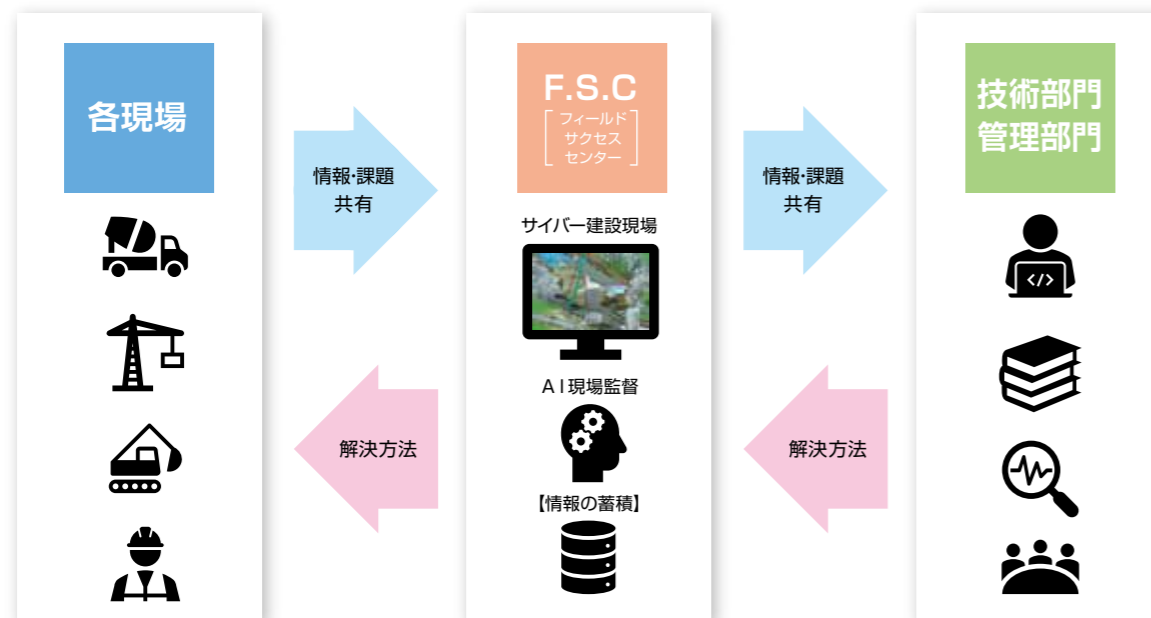 各現場
情報・課題
共有
解決方法
F.S.C
フィールド
サクセス
センター
サイバー建設現場
AI現場監督
【情報の蓄積】
情報・課題
共有
解決方法
技術部門
管理部門
</>